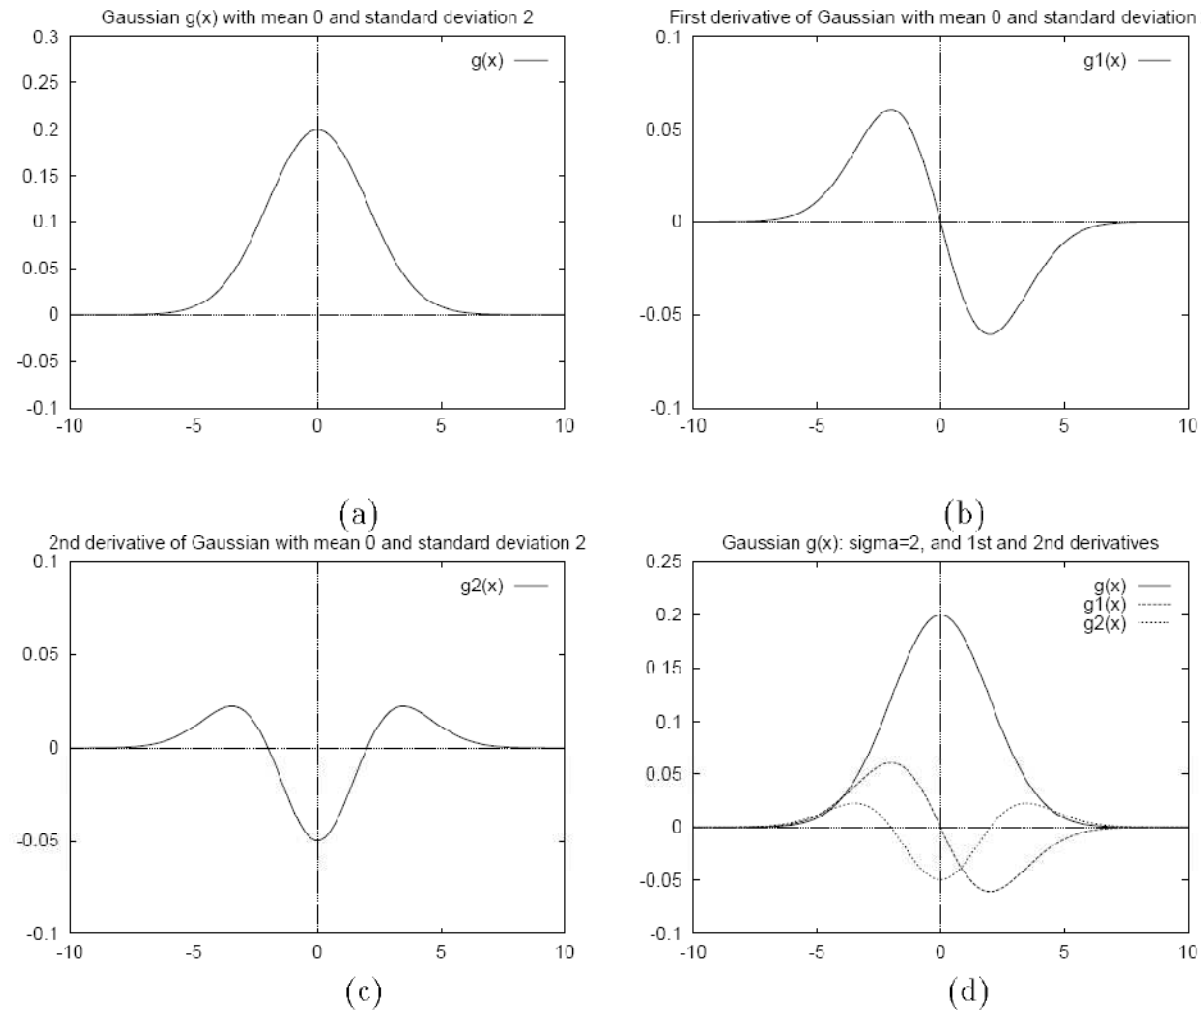 Gaussian g(x) with mean 0 and standard deviation 2
0.3
0.25
0.2
0.15
0.1
0.05
0
-0.05
-0.1
-10 -5 0 5 10
g(x)
(a)
First derivative of Gaussian with mean 0 and standard deviation
0.1
0.05
0
-0.05
-0.1
-10 -5 0 5 10
g1(x)
(b)
2nd derivative of Gaussian with mean 0 and standard deviation 2
0.1
0.05
0
-0.05
-0.1
-10 -5 0 5 10
g2(x)
(c)
Gaussian g(x): sigma=2, and 1st and 2nd derivatives
0.25
0.2
0.15
0.1
0.05
0
-0.05
-0.1
-10 -5 0 5 10
g(x)
g1(x)
g2(x)
(d)